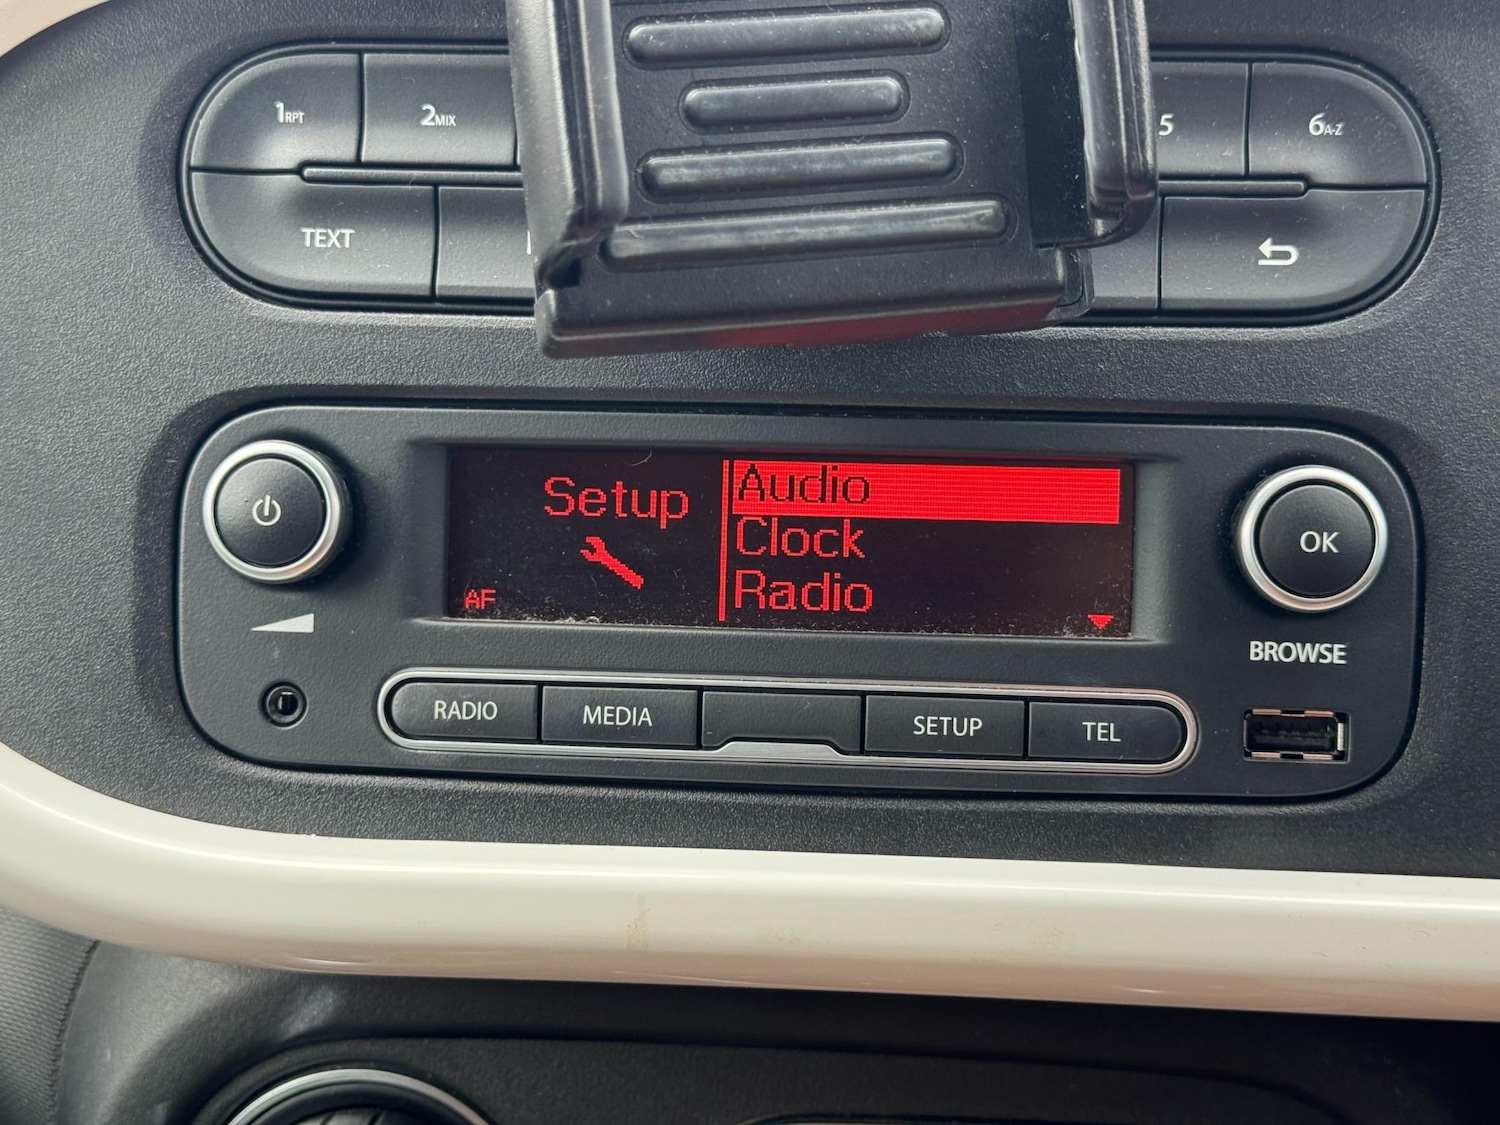 1RPT
2MIX
5
6A-Z
TEXT
Setup
Audio
Clock
Radio
AF
OK
BROWSE
RADIO
MEDIA
SETUP
TEL